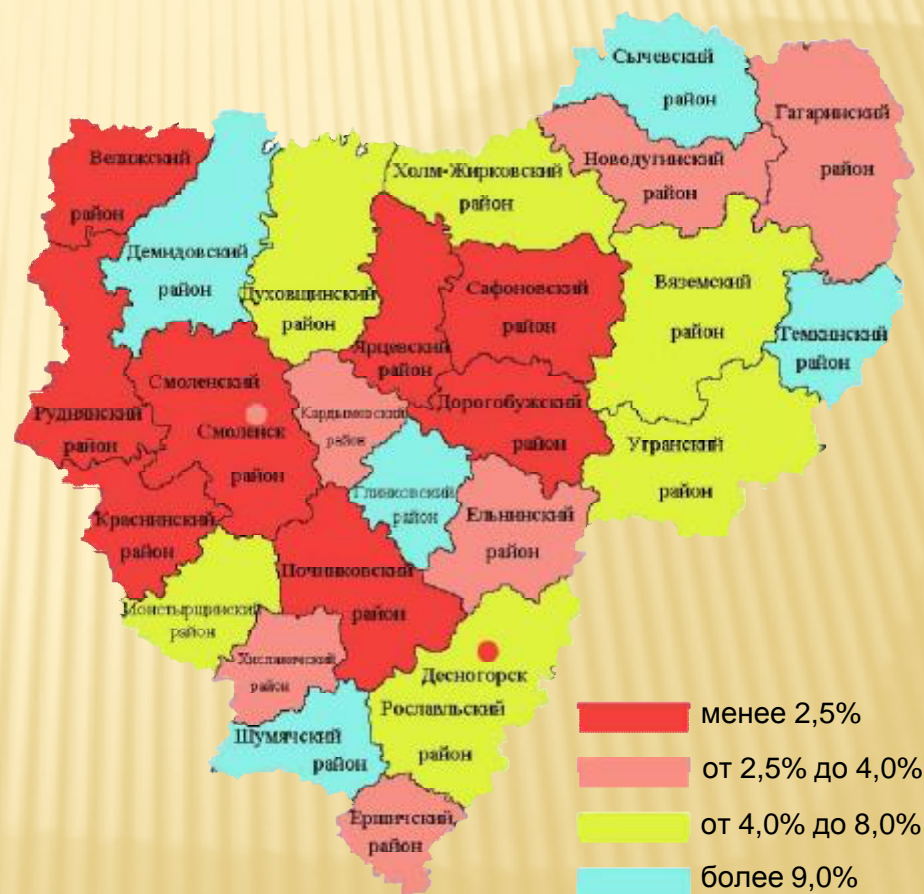 Сычевский
район
Гагаринский
район
Новодугинский
район
Холм-Жирковский
район
Велижский
район
Демидовский
район
Духовщинский
район
Сафоновский
район
Вяземский
район
Темкинский
район
Ярцевский
район
Смоленский
Смоленск
район
Руднянский
район
Кардымовский
район
Дорогобужский
район
Угранский
район
Глинковский
район
Ельнинский
район
Краснинский
район
Починковский
район
Монастырщинский
район
Хиславичский
район
Десногорск
Рославльский
район
Шумячский
район
Ершичский
район
менее 2,5%
от 2,5% до 4,0%
от 4,0% до 8,0%
более 9,0%